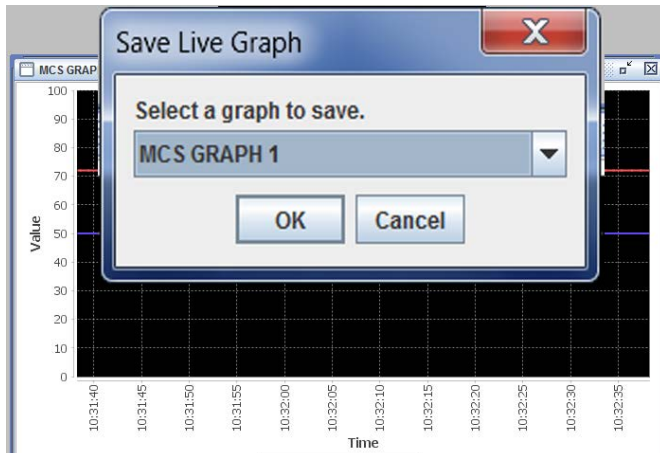 Save Live Graph
X
Select a graph to save.
MCS GRAPH 1
OK Cancel
MCS GRAP
100
90
80
70
60
50
40
30
20
10
0
Value
10:31:40 10:31:45 10:31:50 10:31:55 10:32:00 10:32:05 10:32:10 10:32:15 10:32:20 10:32:25 10:32:30 10:32:35
Time